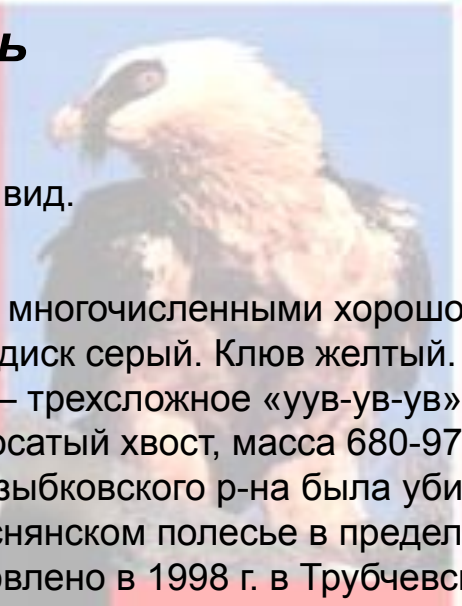 ь
вид.
многочисленными хорошо
диск серый. Клюв желтый.
– трехсложное «уув-ув-ув»
осатый хвост, масса 680-97
зыбковского р-на была уби
снянском полесье в предел
овлено в 1998 г. в Трубчевс